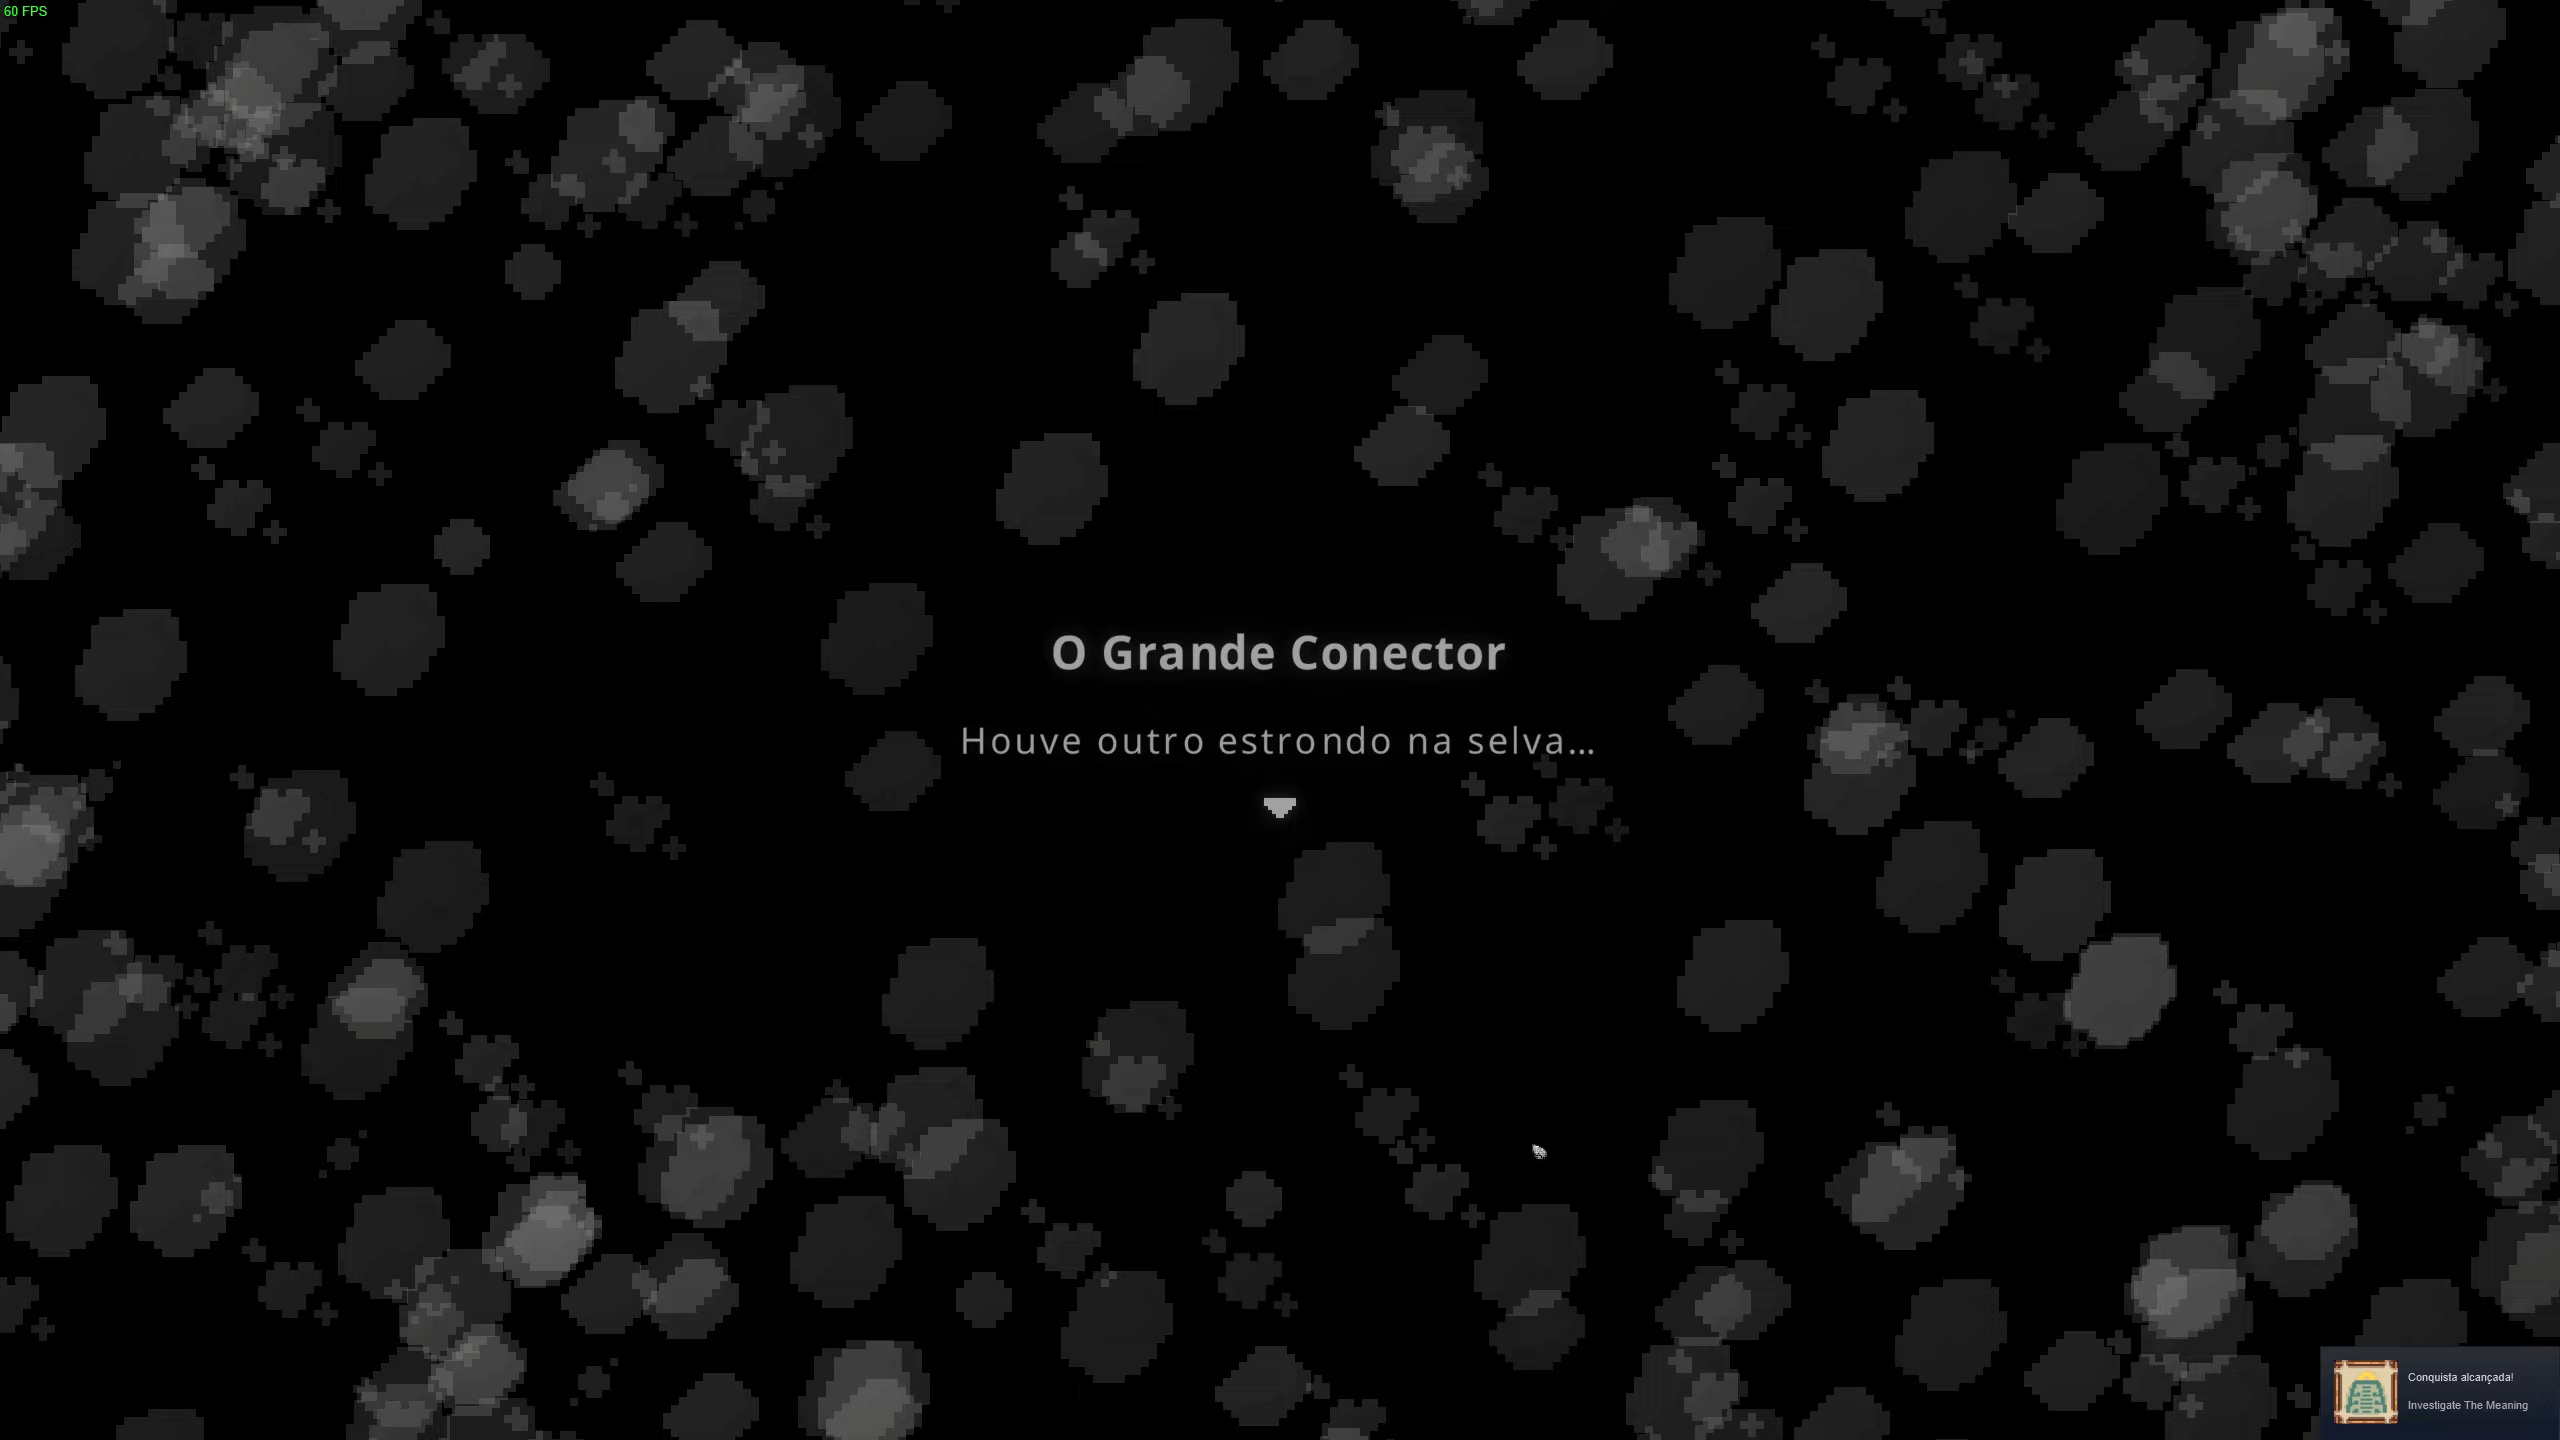 60 FPS
O Grande Conector
Houve outro estrondo na selva...
Conquista alcançada!
Investigate The Meaning